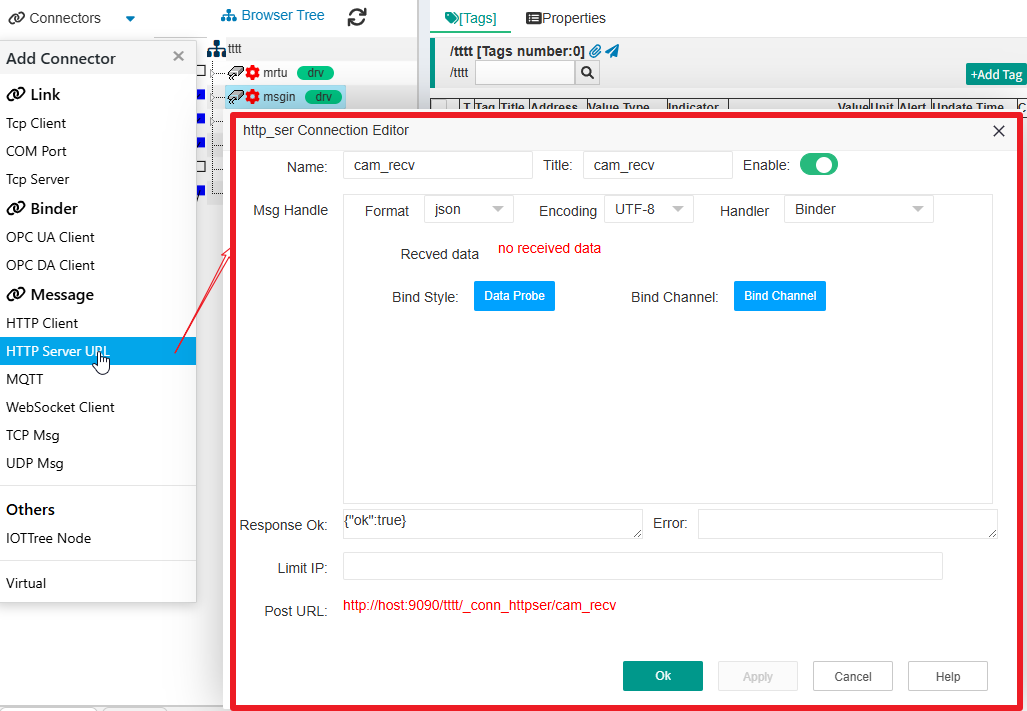 Connectors
Browser Tree
[Tags]
Properties
Add Connector
tttt
/tttt [Tags number:0]
/tttt
mrtu drv
msgin drv
+Add Tag
T Tag Title Address Value Type Indicator Value Unit Alert Update Time
Link
Tcp Client
COM Port
Tcp Server
Binder
OPC UA Client
OPC DA Client
Message
HTTP Client
HTTP Server URL
MQTT
WebSocket Client
TCP Msg
UDP Msg
Others
IOTTree Node
Virtual
http_ser Connection Editor
Name: cam_recv Title: cam_recv Enable:
Msg Handle Format json Encoding UTF-8 Handler Binder
Recved data no received data
Bind Style: Data Probe Bind Channel: Bind Channel
Response Ok: {"ok":true} Error:
Limit IP:
Post URL: http://host:9090/tttt/_conn_httpser/cam_recv
Ok Apply Cancel Help